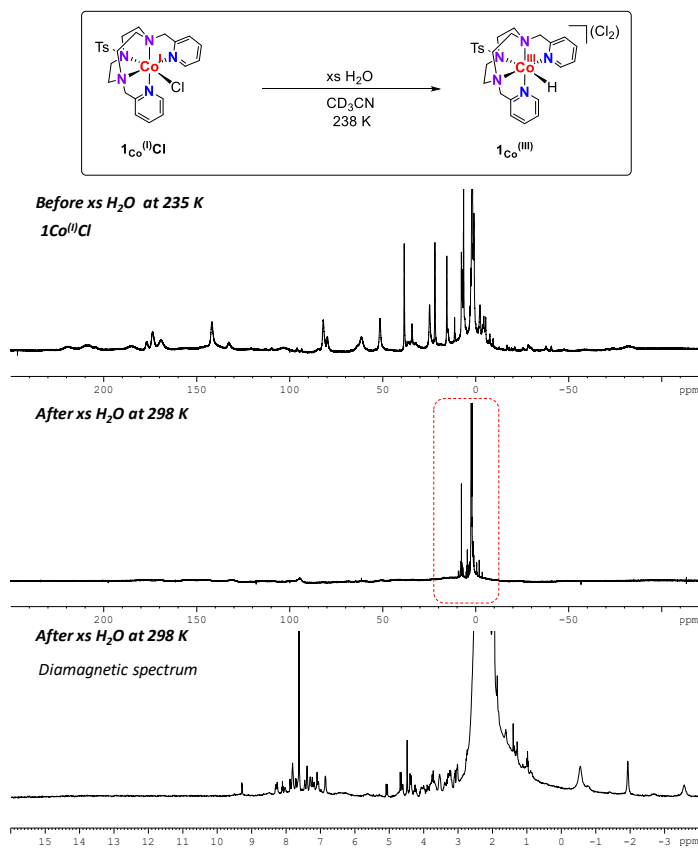 Ts N N N N N Co I Cl
1Co(I)Cl
xs H2O
CD3CN
238 K
Ts N N N N N Co III H (Cl2)
1Co(III)
Before xs H2O at 235 K
1Co(I)Cl
200 150 100 50 0 -50 ppm
After xs H2O at 298 K
200 150 100 50 0 -50 ppm
After xs H2O at 298 K
Diamagnetic spectrum
15 14 13 12 11 10 9 8 7 6 5 4 3 2 1 0 -1 -2 -3 ppm